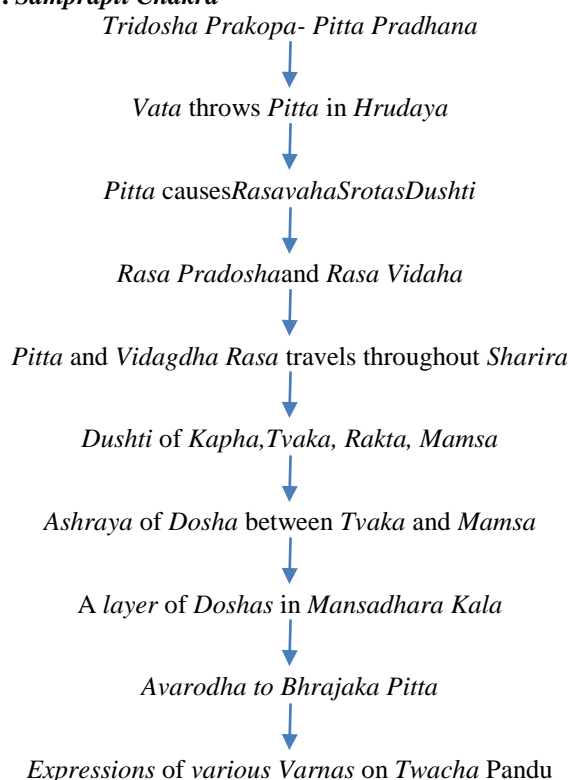 . Samprapti Chakra
Tridosha Prakopa- Pitta Pradhana
Vata throws Pitta in Hrudaya
Pitta causesRasavahaSrotasDushti
Rasa Pradoshaand Rasa Vidaha
Pitta and Vidagdha Rasa travels throughout Sharira
Dushti of Kapha,Tvaka, Rakta, Mamsa
Ashraya of Dosha between Tvaka and Mamsa
A layer of Doshas in Mansadhara Kala
Avarodha to Bhrajaka Pitta
Expressions of various Varnas on Twacha Pandu